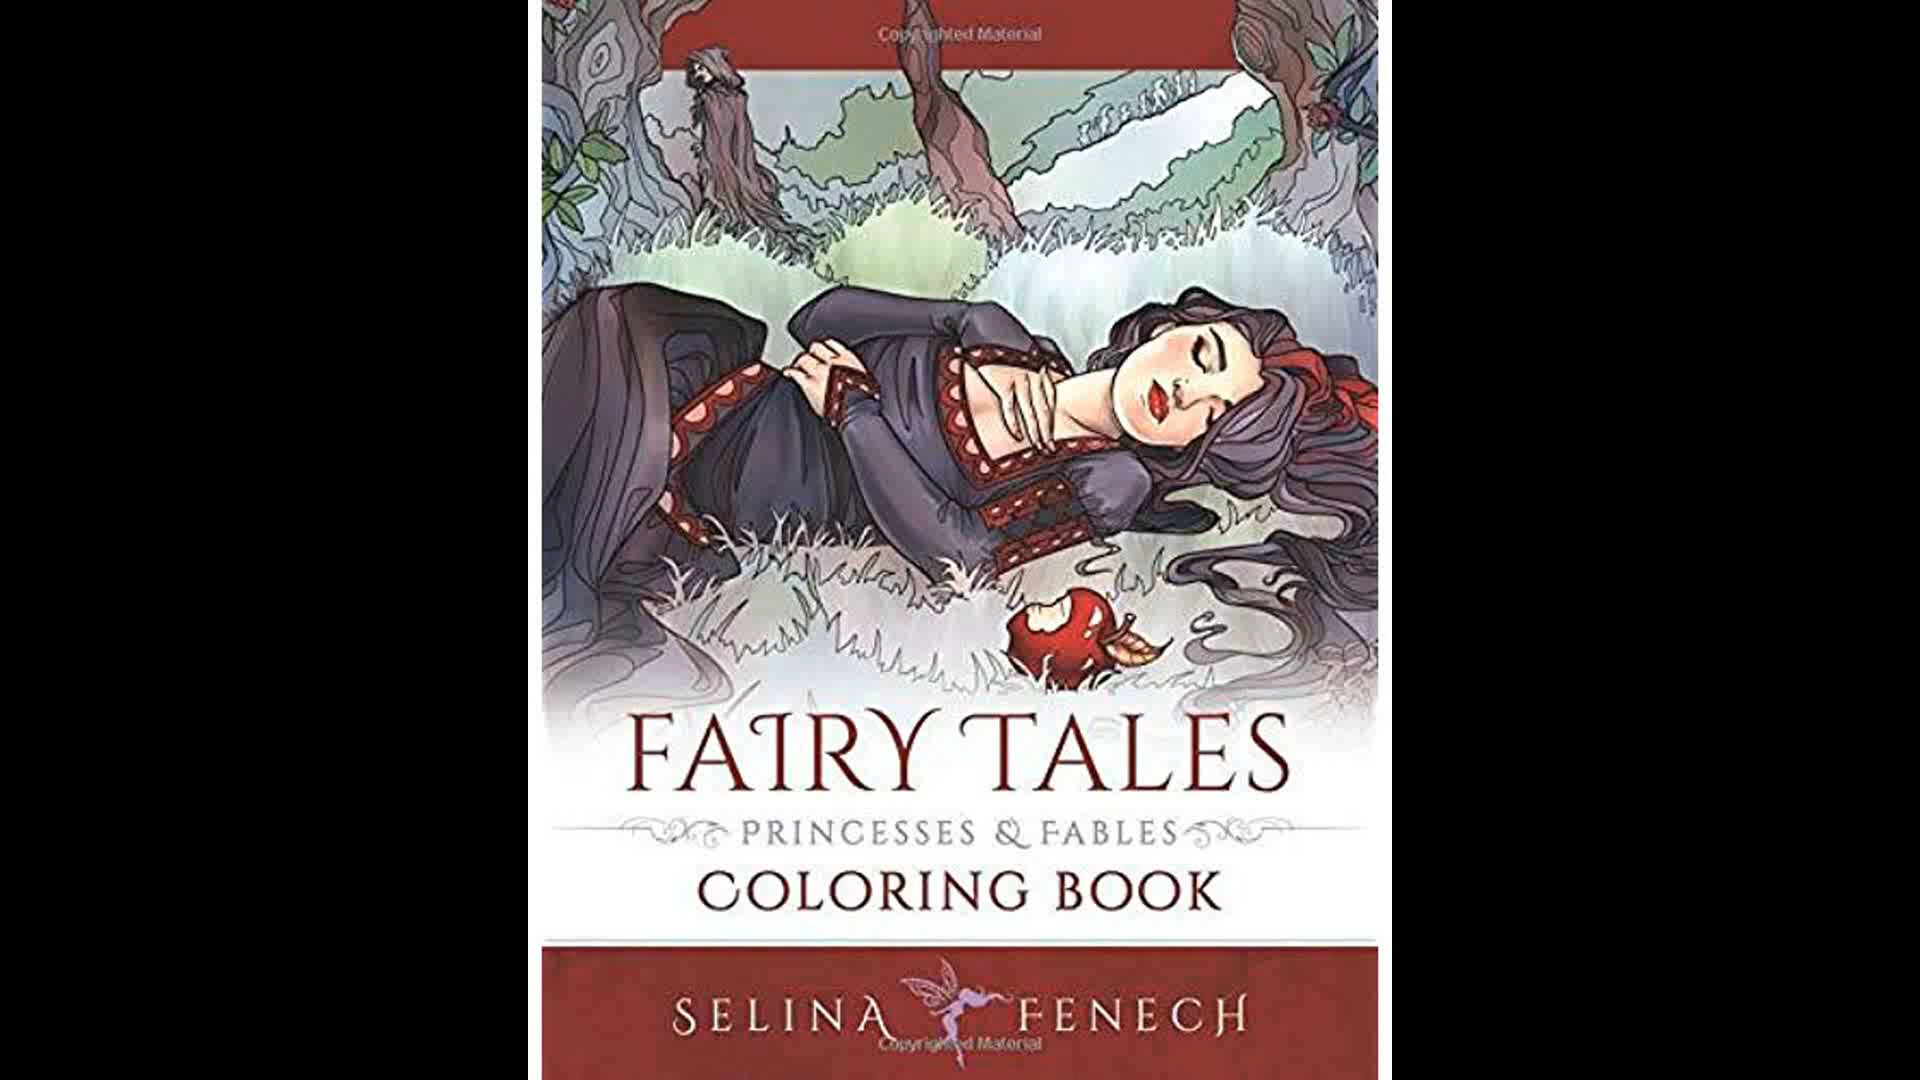 Copyrighted Material
FAIRY TALES
PRINCESSES & FABLES
COLORING BOOK
SELINA FENECH
Copyrighted Material